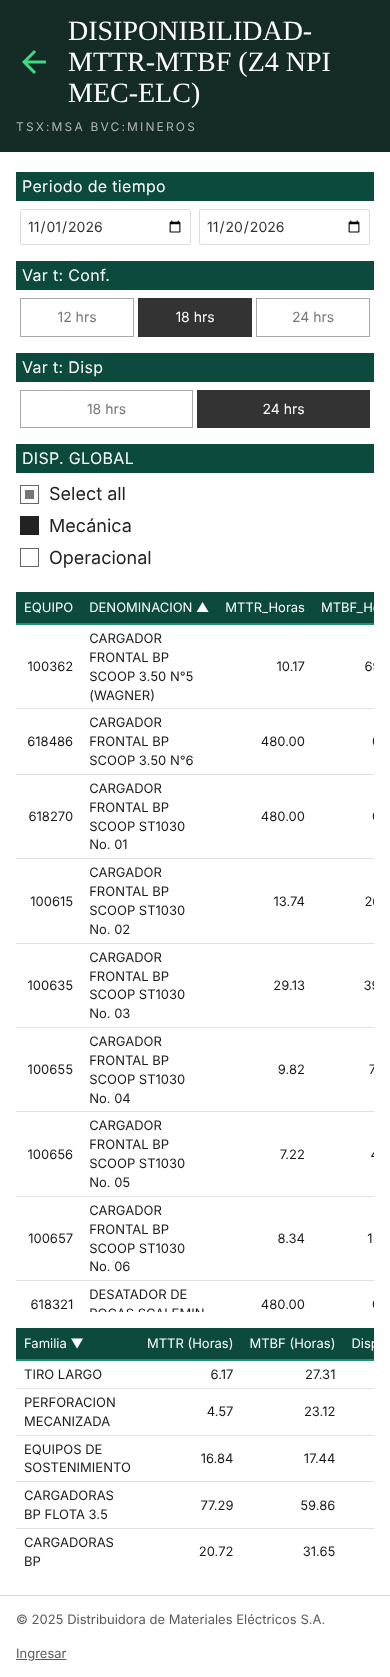 DISIPONIBILIDAD-
MTTR-MTBF (Z4 NPI
MEC-ELC)
TSX:MSA BVC:MINEROS
Periodo de tiempo
11/01/2026 11/20/2026
Var t: Conf.
12 hrs 18 hrs 24 hrs
Var t: Disp
18 hrs 24 hrs
DISP. GLOBAL
Select all
Mecánica
Operacional
EQUIPO DENOMINACION ▲ MTTR_Horas
CARGADOR
FRONTAL BP
SCOOP 3.50 N°5
(WAGNER)
100362 10.17
CARGADOR
FRONTAL BP
SCOOP 3.50 N°6
618486 480.00
CARGADOR
FRONTAL BP
SCOOP ST1030
No. 01
618270 480.00
CARGADOR
FRONTAL BP
SCOOP ST1030
No. 02
100615 13.74
CARGADOR
FRONTAL BP
SCOOP ST1030
No. 03
100635 29.13
CARGADOR
FRONTAL BP
SCOOP ST1030
No. 04
100655 9.82
CARGADOR
FRONTAL BP
SCOOP ST1030
No. 05
100656 7.22
CARGADOR
FRONTAL BP
SCOOP ST1030
No. 06
100657 8.34
DESATADOR DE
618321 480.00
Familia ▼ MTTR (Horas) MTBF (Horas)
TIRO LARGO 6.17 27.31
PERFORACION
MECANIZADA 4.57 23.12
EQUIPOS DE
SOSTENIMIENTO 16.84 17.44
CARGADORAS
BP FLOTA 3.5 77.29 59.86
CARGADORAS
BP 20.72 31.65
© 2025 Distribuidora de Materiales Eléctricos S.A.
Ingresar